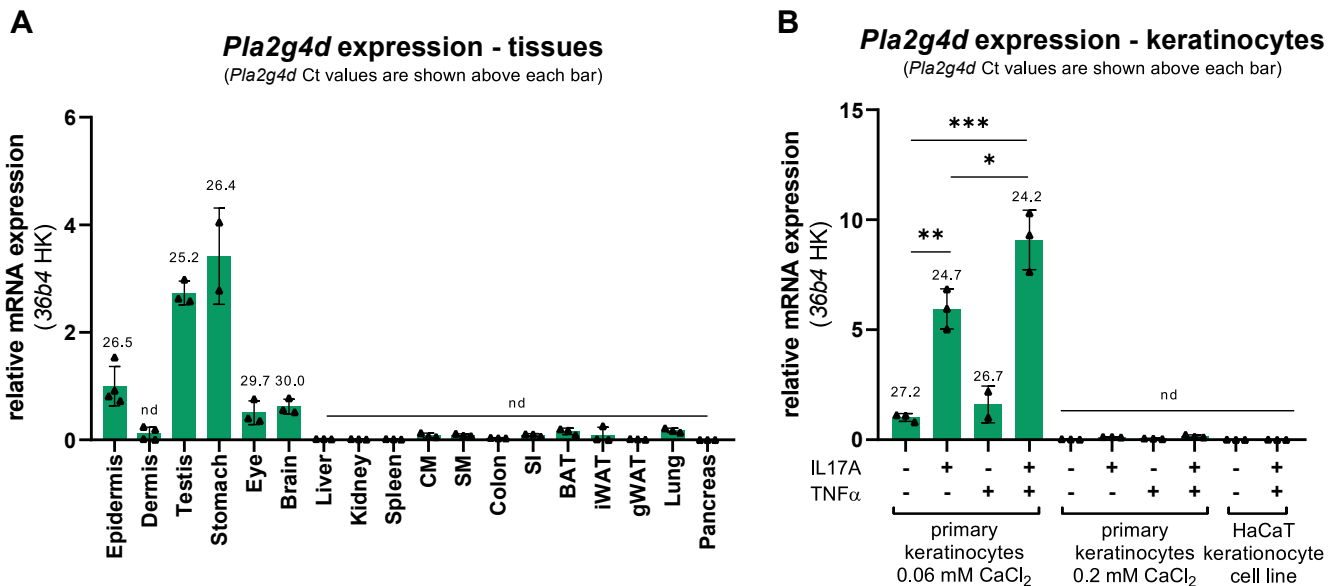 A
Pla2g4d expression - tissues
(Pla2g4d Ct values are shown above each bar)
relative mRNA expression
(36b4 HK)
6
4
2
0
26.5
nd
25.2
26.4
29.7
30.0
nd
Epidermis
Dermis
Testis
Stomach
Eye
Brain
Liver
Kidney
Spleen
CM
SM
Colon
SI
BAT
iWAT
gWAT
Lung
Pancreas
B
Pla2g4d expression - keratinocytes
(Pla2g4d Ct values are shown above each bar)
relative mRNA expression
(36b4 HK)
15
10
5
0
***
*
**
27.2
24.7
26.7
24.2
nd
IL17A - + - + - + - + - +
TNFα - - + + - - + + - +
primary
keratinocytes
0.06 mM CaCl₂
primary
keratinocytes
0.2 mM CaCl₂
HaCaT
kerationocyte
cell line